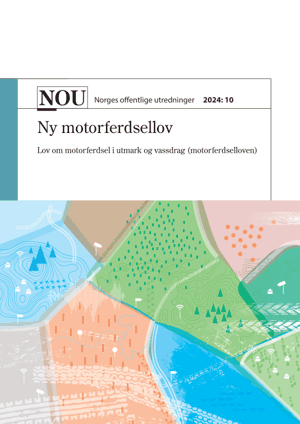 NOU Norges offentlige utredninger 2024: 10
Ny motorferdsellov
Lov om motorferdsel i utmark og vassdrag (motorferdselloven)